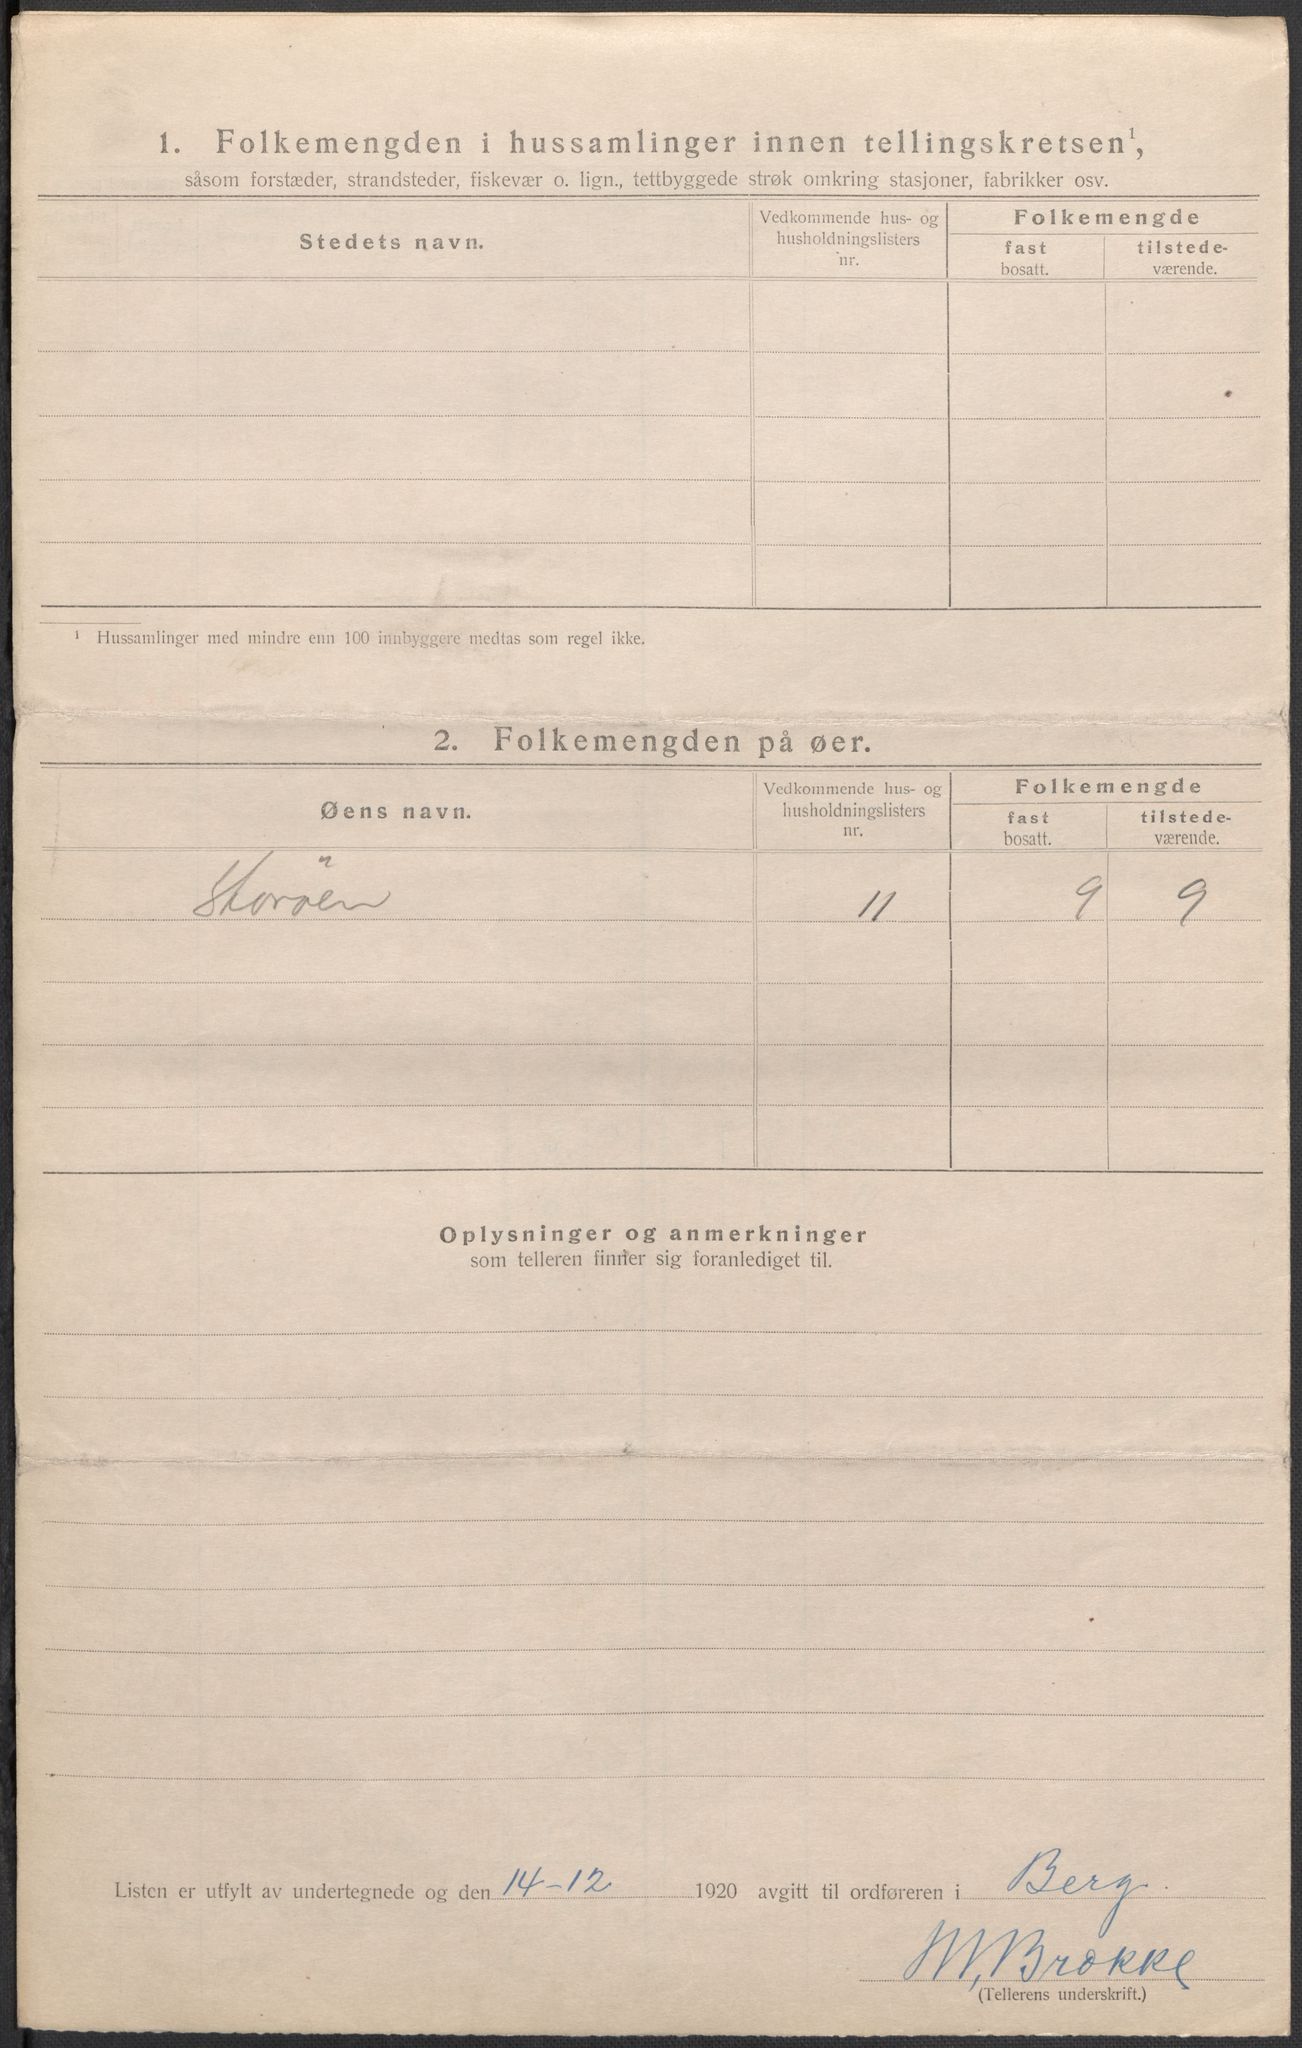 1. Folkemengden i hussamlinger innen tellingskretsen¹,
såsom forstæder, strandsteder, fiskevær o. lign., tettbyggede strøk omkring stasjoner, fabrikker osv.
Stedets navn.
Vedkommende hus- og
husholdningslisters
nr.
Folkemengde
fast
bosatt.
tilstede-
værende.
¹ Hussamlinger med mindre enn 100 innbyggere medtas som regel ikke.
2. Folkemengden på øer.
Øens navn.
Vedkommende hus- og
husholdningslisters
nr.
Folkemengde
fast
bosatt.
tilstede-
værende.
Storöen 11 9 9
Oplysninger og anmerkninger
som telleren finner sig foranlediget til.
Listen er utfylt av undertegnede og den 14-12 1920 avgitt til ordføreren i Berg.
M. Brokke
(Tellerens underskrift.)